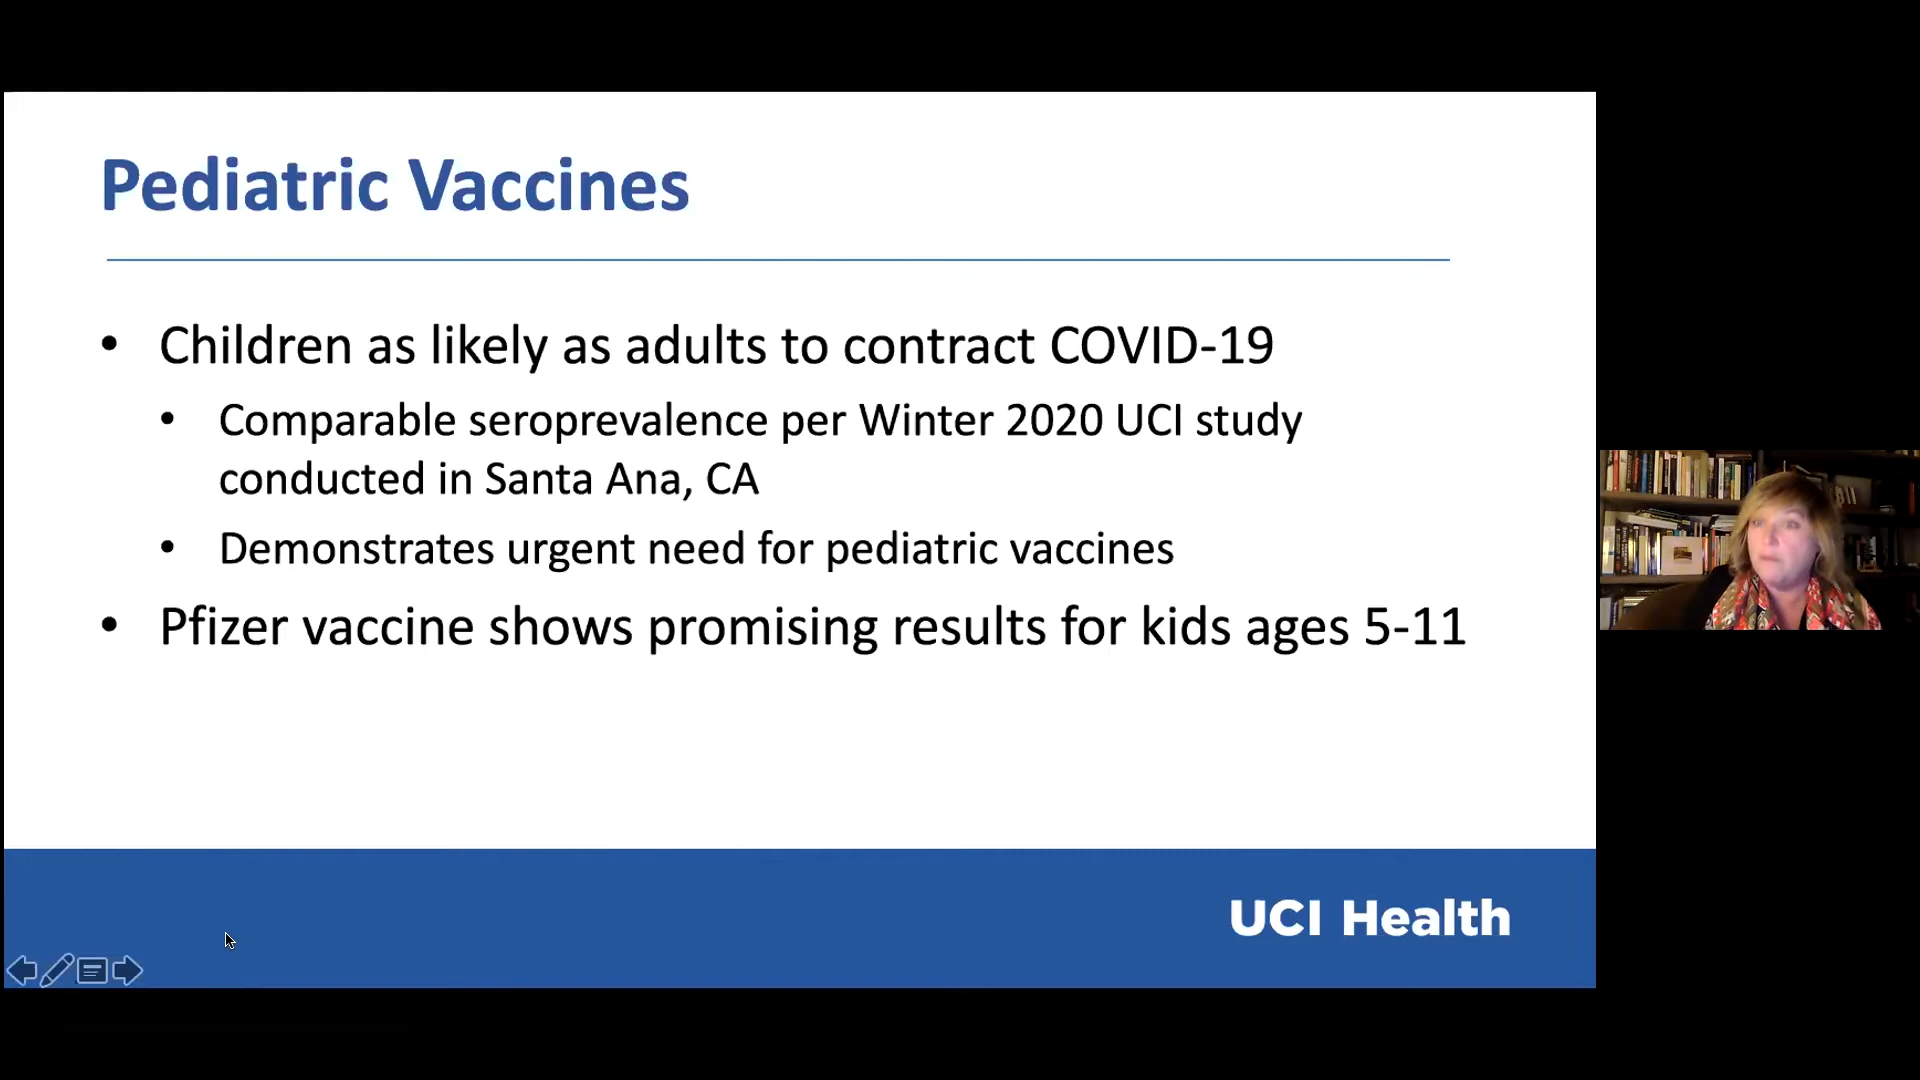 Pediatric Vaccines
• Children as likely as adults to contract COVID-19
• Comparable seroprevalence per Winter 2020 UCI study
conducted in Santa Ana, CA
• Demonstrates urgent need for pediatric vaccines
• Pfizer vaccine shows promising results for kids ages 5-11
UCI Health